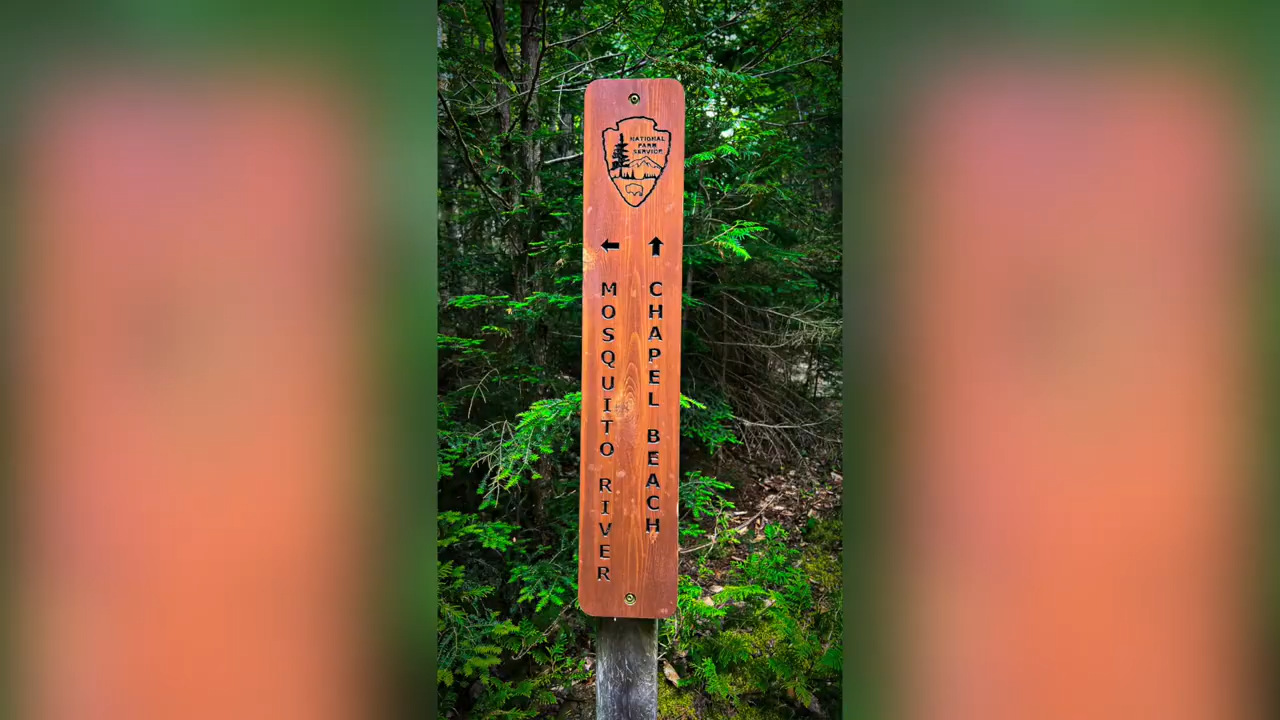 NATIONAL
PARK
SERVICE
MOSQUITO RIVER
CHAPEL BEACH